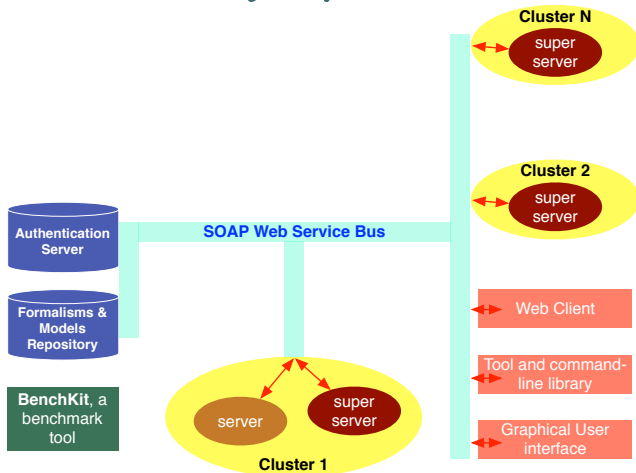 Cluster N
super
server
Cluster 2
super
server
Authentication
Server
SOAP Web Service Bus
Formalisms &
Models
Repository
Web Client
Tool and command-
line library
BenchKit, a
benchmark
tool
server
super
server
Graphical User
interface
Cluster 1